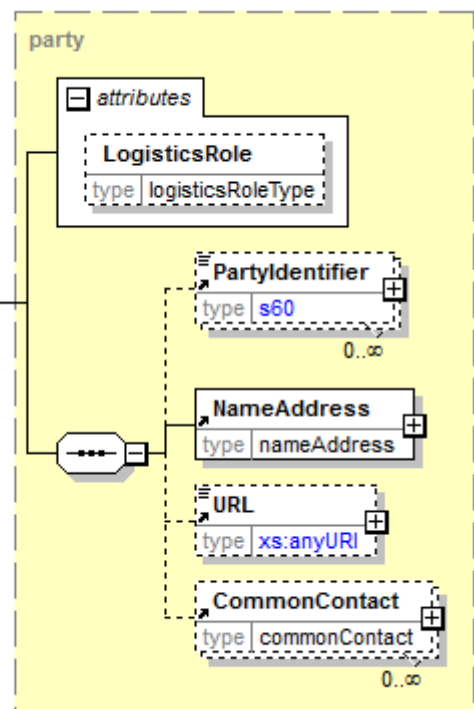 party
attributes
LogisticsRole
type logisticsRoleType
PartyIdentifier
type s60
0..∞
NameAddress
type nameAddress
URL
type xs:anyURI
CommonContact
type commonContact
0..∞